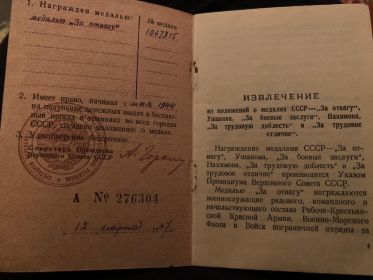 1. Награжден медалью:
медалью „За отвагу"
№ медали
1067315
2. Имеет право, начиная с мая 1944,
на получение денежных выдач и бесплат-
ный проезд в трамваях во всех городах
СССР, согласно положению о медалях.
3. Удостоверение бессрочное.
Секретарь Президиума
Верховного Совета СССР
А. Горкин
А № 276304
12 марта
ИЗВЛЕЧЕНИЕ
из положений о медалях СССР—„За отвагу",
Ушакова, „За боевые заслуги", Нахимова,
„За трудовую доблесть" и „За трудовое
отличие".
Награждение медалями СССР—„За от-
вагу", Ушакова, „За боевые заслуги",
Нахимова, „За трудовую доблесть" и „За
трудовое отличие" производится Указом
Президиума Верховного Совета СССР.
Медалью „За отвагу" награждаются
военнослужащие рядового, командного и
начальствующего состава Рабоче-Крестьян-
ской Красной Армии, Военно-Морского
Флота и Войск пограничной охраны за